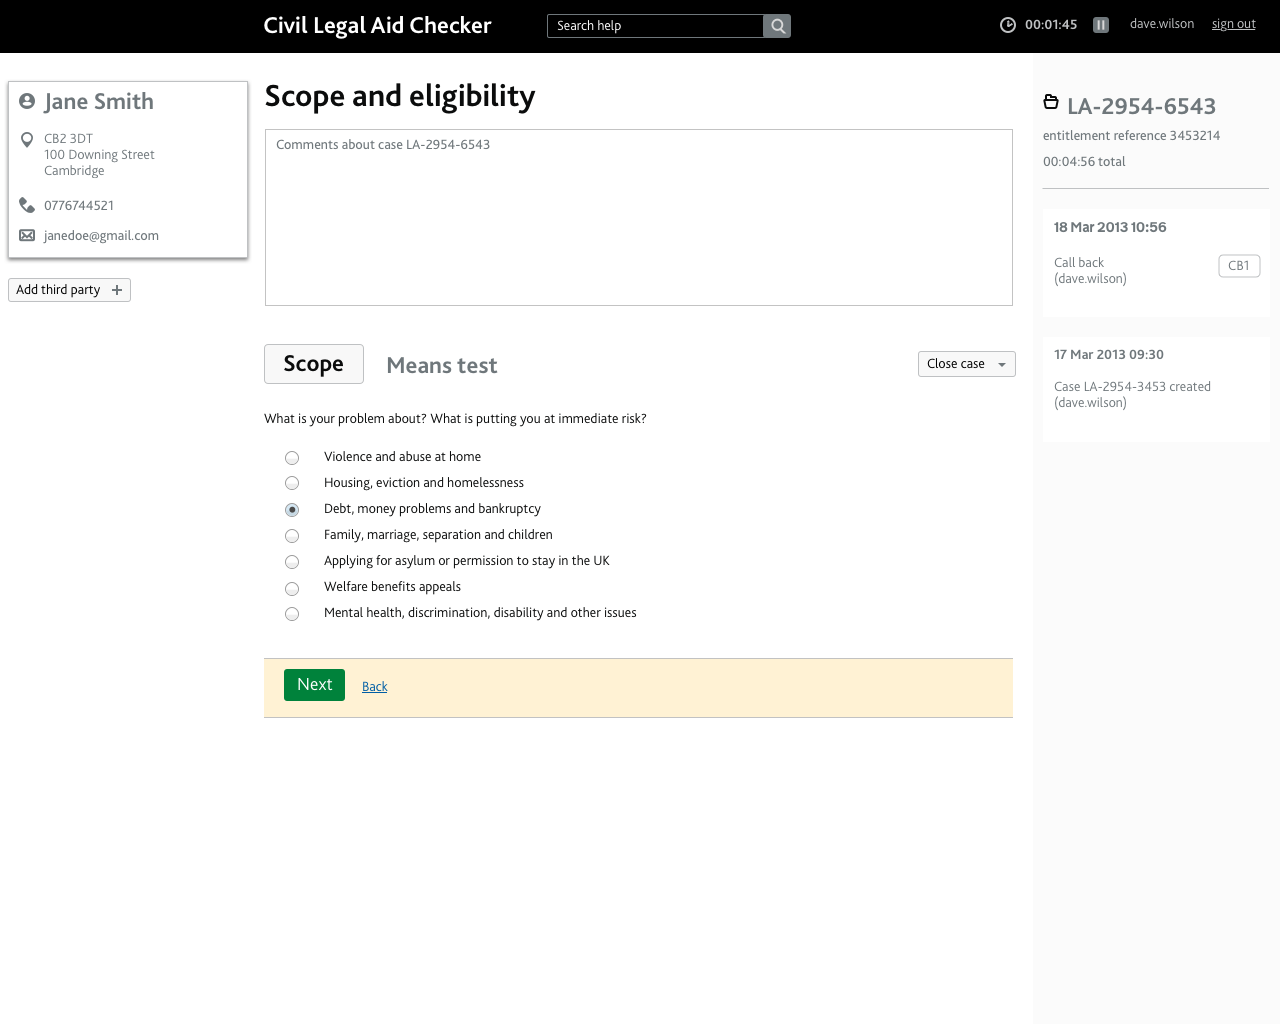 Civil Legal Aid Checker
Search help
00:01:45
dave.wilson
sign out
Jane Smith
CB2 3DT
100 Downing Street
Cambridge
0776744521
janedoe@gmail.com
Add third party
Scope and eligibility
Comments about case LA-2954-6543
Scope
Means test
Close case
What is your problem about? What is putting you at immediate risk?
Violence and abuse at home
Housing, eviction and homelessness
Debt, money problems and bankruptcy
Family, marriage, separation and children
Applying for asylum or permission to stay in the UK
Welfare benefits appeals
Mental health, discrimination, disability and other issues
Next
Back
LA-2954-6543
entitlement reference 3453214
00:04:56 total
18 Mar 2013 10:56
Call back
(dave.wilson)
CB1
17 Mar 2013 09:30
Case LA-2954-3453 created
(dave.wilson)